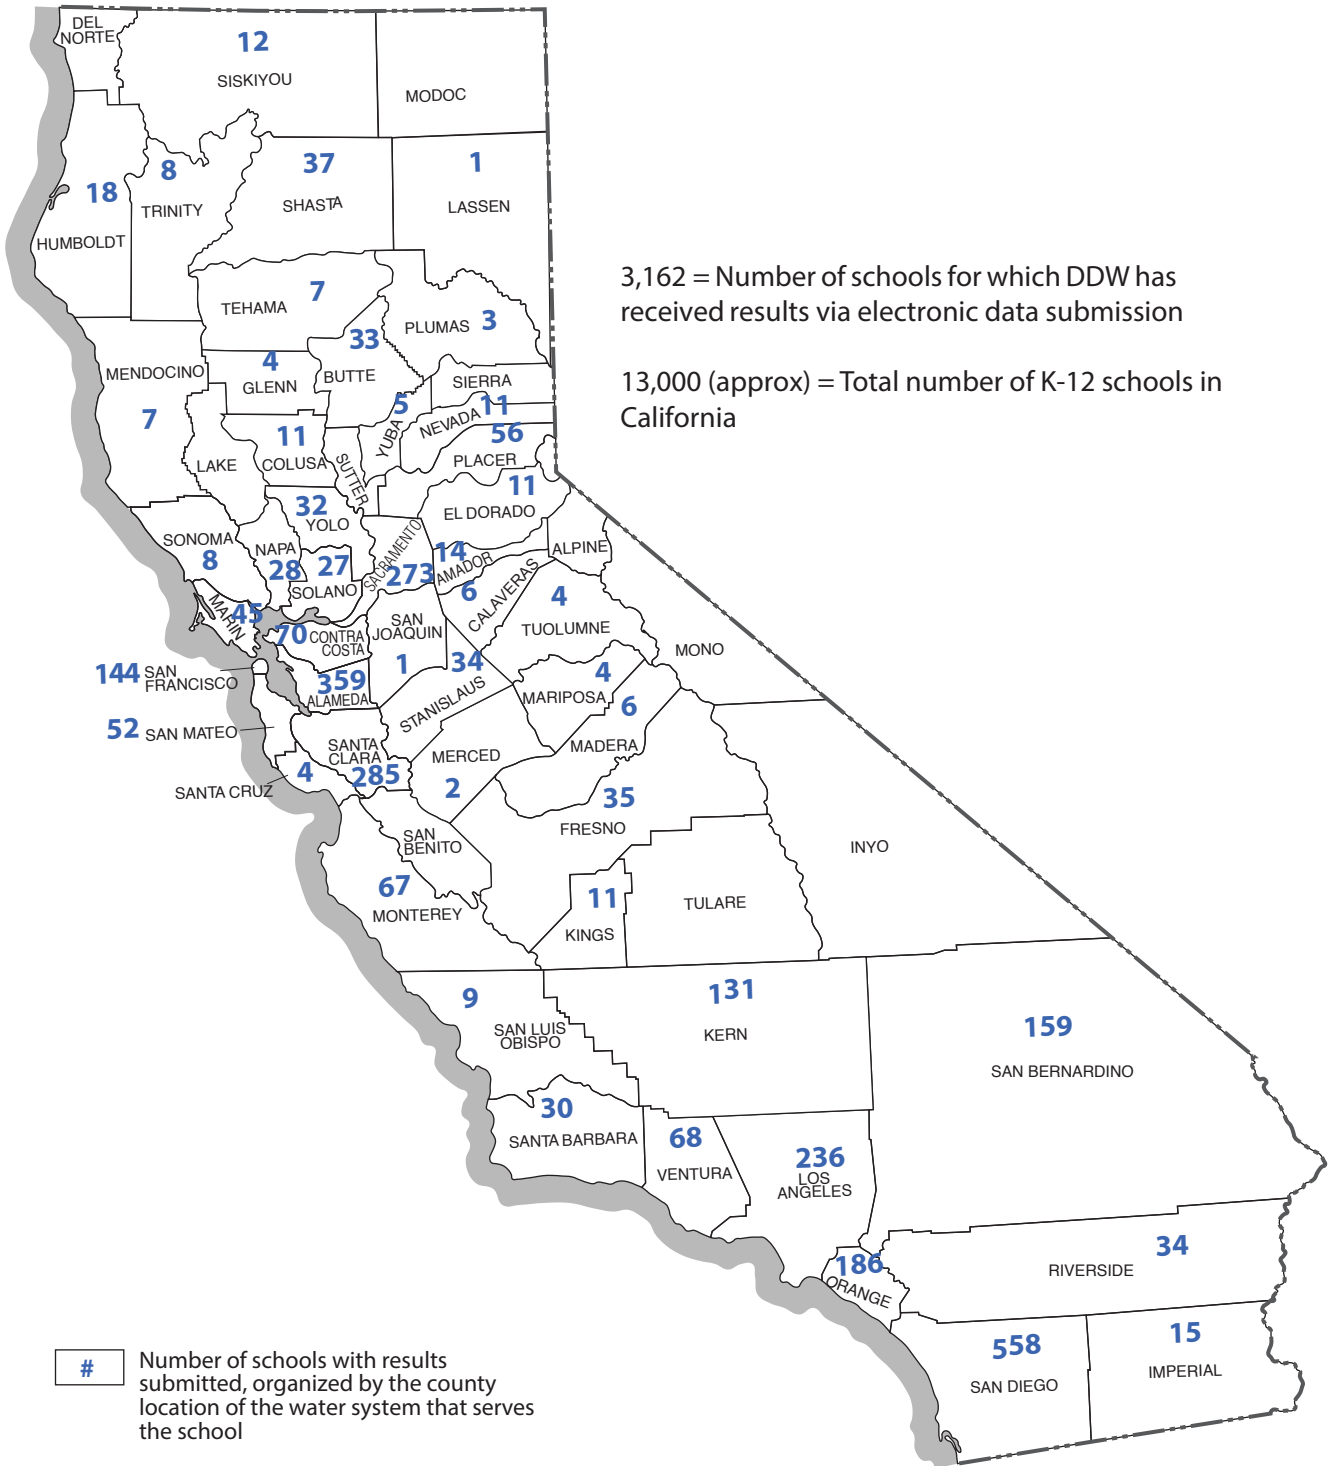 DEL
NORTE
12
SISKIYOU
MODOC
18
HUMBOLDT
8
TRINITY
37
SHASTA
1
LASSEN
3,162 = Number of schools for which DDW has
received results via electronic data submission
13,000 (approx) = Total number of K-12 schools in
California
TEHAMA
7
PLUMAS
3
MENDOCINO
7
4
GLENN
33
BUTTE
SIERRA
NEVADA
11
5
YUBA
56
PLACER
LAKE
11
COLUSA
SUTTER
11
EL DORADO
32
YOLO
SONOMA
8
NAPA
28
27
SOLANO
SACRAMENTO
273
14
AMADOR
ALPINE
6
CALAVERAS
4
TUOLUMNE
MARIN
45
70
CONTRA
COSTA
SAN
JOAQUIN
1
34
STANISLAUS
MONO
144
SAN
FRANCISCO
359
ALAMEDA
4
MARIPOSA
6
MADERA
52
SAN MATEO
SANTA
CLARA
285
MERCED
2
4
SANTA CRUZ
35
FRESNO
SAN
BENITO
INYO
67
MONTEREY
11
KINGS
TULARE
9
SAN LUIS
OBISPO
131
KERN
159
SAN BERNARDINO
30
SANTA BARBARA
68
VENTURA
236
LOS
ANGELES
186
ORANGE
34
RIVERSIDE
558
SAN DIEGO
15
IMPERIAL
#
Number of schools with results
submitted, organized by the county
location of the water system that serves
the school